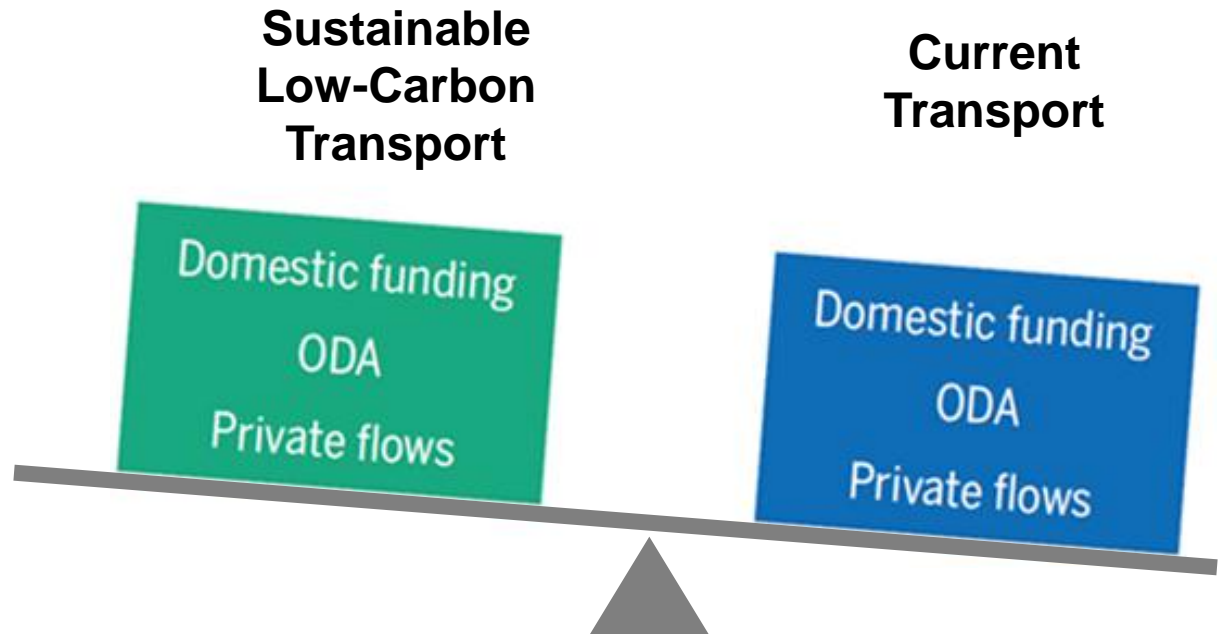 Sustainable
Low-Carbon
Transport
Current
Transport
Domestic funding
ODA
Private flows
Domestic funding
ODA
Private flows